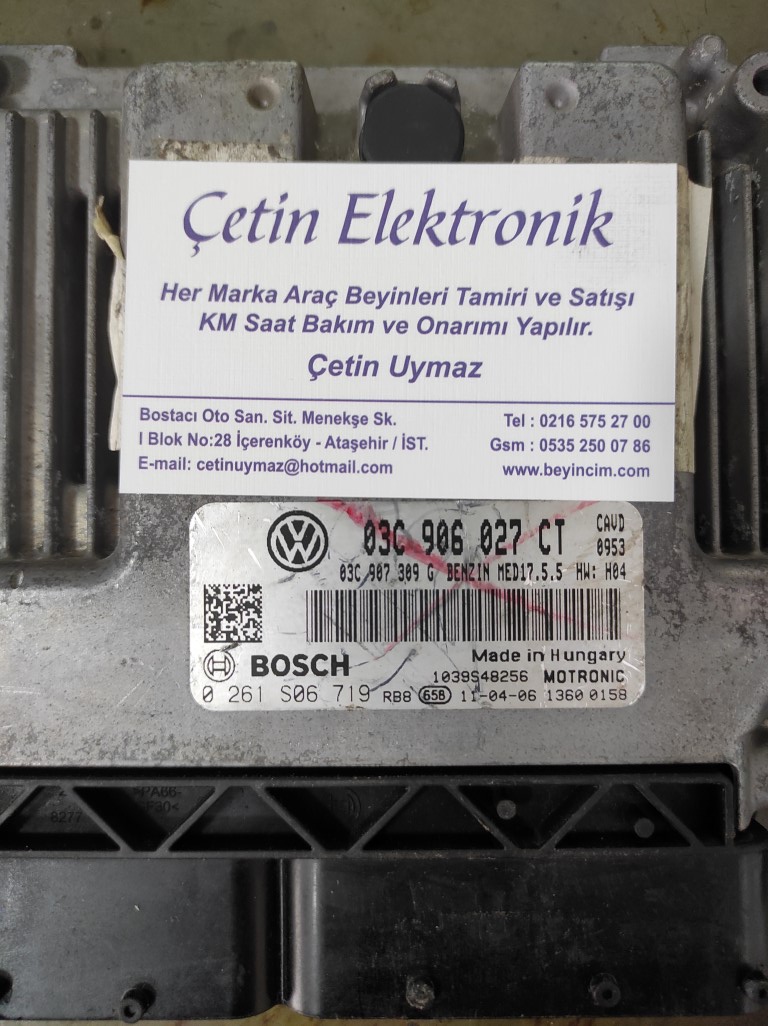 Çetin Elektronik
Her Marka Araç Beyinleri Tamiri ve Satışı
KM Saat Bakım ve Onarımı Yapılır.
Çetin Uymaz
Bostacı Oto San. Sit. Menekşe Sk.
I Blok No:28 İçerenköy - Ataşehir / İST.
E-mail: cetinuymaz@hotmail.com
Tel : 0216 575 27 00
Gsm : 0535 250 07 86
www.beyincim.com
03C 906 027 CT
CAVD
0953
03C 907 309 G BENZIN MED17.5.5 HW: H04
BOSCH
Made in Hungary
1039S48256 MOTRONIC
0 261 S06 719 RB8 65B 11-04-06 1360 0158
8277